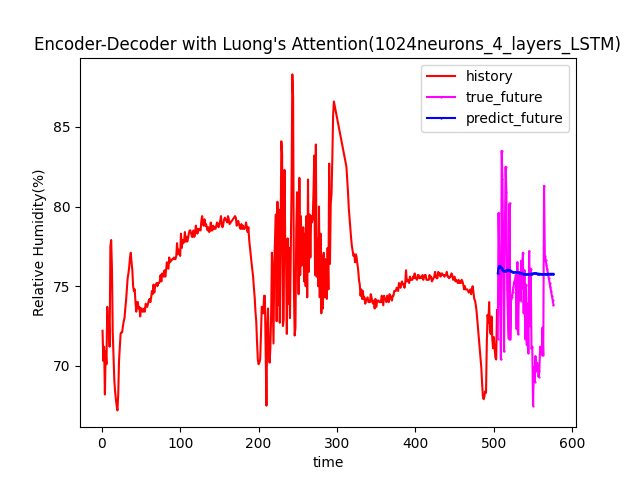 Encoder-Decoder with Luong's Attention(1024neurons_4_layers_LSTM)
history
true_future
predict_future
Relative Humidity(%)
85
80
75
70
0 100 200 300 400 500 600
time